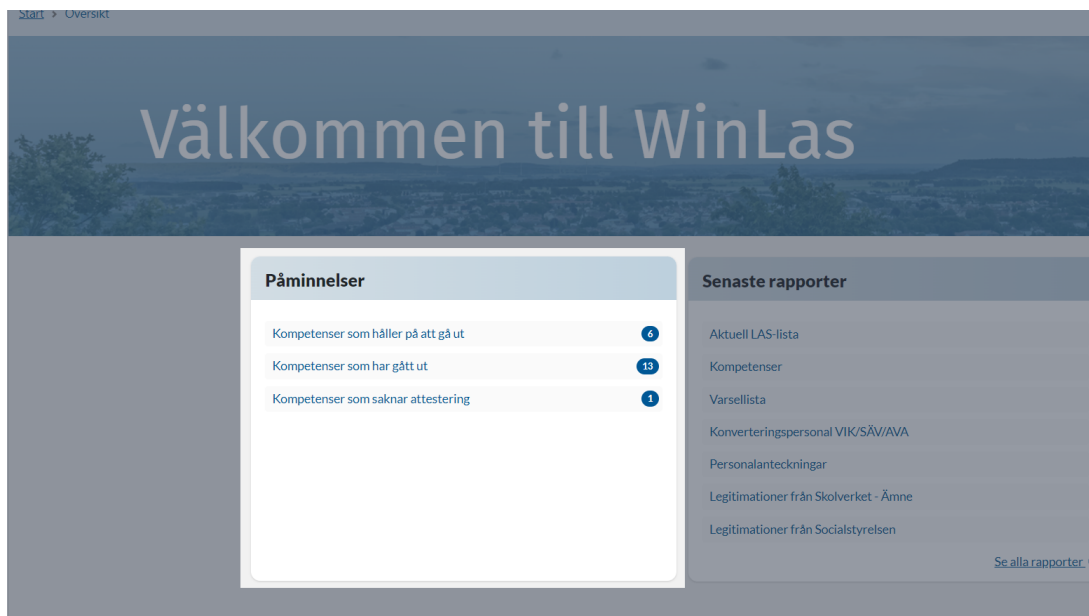 Start > Översikt
Välkommen till WinLas
Påminnelser
Kompetenser som håller på att gå ut 6
Kompetenser som har gått ut 13
Kompetenser som saknar attestering 1
Senaste rapporter
Aktuell LAS-lista
Kompetenser
Varsellista
Konverteringspersonal VIK/SÄV/AVA
Personalanteckningar
Legitimationer från Skolverket - Ämne
Legitimationer från Socialstyrelsen
Se alla rapporter